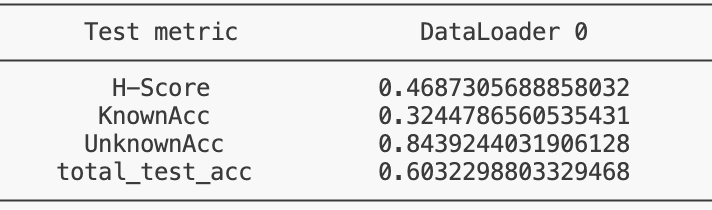 Test metric DataLoader 0
H-Score 0.4687305688858032
KnownAcc 0.3244786560535431
UnknownAcc 0.8439244031906128
total_test_acc 0.6032298803329468